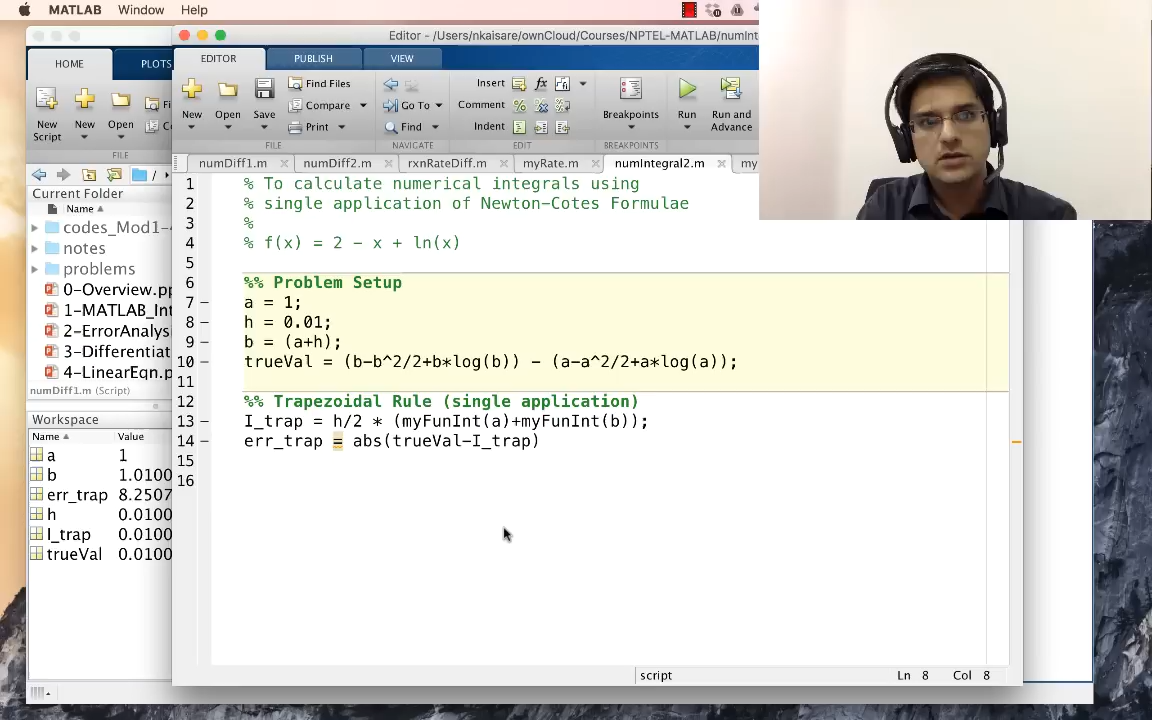 MATLAB Window Help
Editor - /Users/nkaisare/ownCloud/Courses/NPTEL-MATLAB/numInt
HOME PLOTS
EDITOR PUBLISH VIEW
New Script New Open
FILE
New Open Save
Find Files
Compare
Print
FILE
Go To
Find
NAVIGATE
Insert
Comment
Indent
EDIT
Breakpoints
BREAKPOINTS
Run
Run and Advance
numDiff1.m numDiff2.m rxnRateDiff.m myRate.m numIntegral2.m my
Current Folder
Name
codes_Mod1-
notes
problems
0-Overview.pp
1-MATLAB_Int
2-ErrorAnalys
3-Differentiat
4-LinearEqn.p
numDiff1.m (Script)
Workspace
Name Value
a 1
b 1.0100
err_trap 8.2507
h 0.0100
I_trap 0.0100
trueVal 0.0100
1 % To calculate numerical integrals using
2 % single application of Newton-Cotes Formulae
3 %
4 % f(x) = 2 - x + ln(x)
5
6 %% Problem Setup
7 a = 1;
8 h = 0.01;
9 b = (a+h);
10 trueVal = (b-b^2/2+b*log(b)) - (a-a^2/2+a*log(a));
11
12 %% Trapezoidal Rule (single application)
13 I_trap = h/2 * (myFunInt(a)+myFunInt(b));
14 err_trap = abs(trueVal-I_trap)
15
16
script Ln 8 Col 8